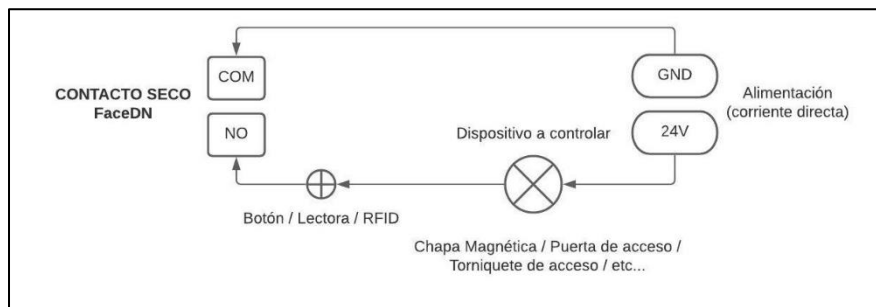 CONTACTO SECO
FaceDN
COM
NO
GND
24V
Alimentación
(corriente directa)
Dispositivo a controlar
Botón / Lectora / RFID
Chapa Magnética / Puerta de acceso /
Torniquete de acceso / etc...